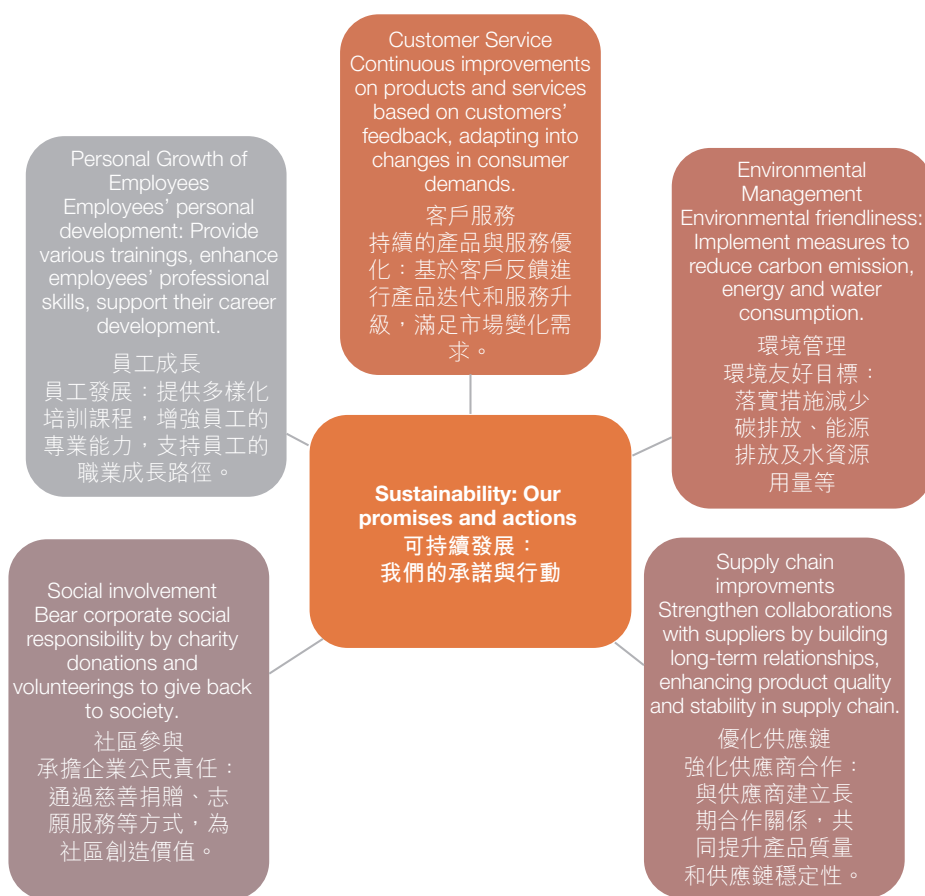 Customer Service
Continuous improvements
on products and services
based on customers’
feedback, adapting into
changes in consumer
demands.
客戶服務
持續的產品與服務優
化：基於客戶反饋進
行產品迭代和服務升
級，滿足市場變化需
求。
Personal Growth of
Employees
Employees’ personal
development: Provide
various trainings, enhance
employees’ professional
skills, support their career
development.
員工成長
員工發展：提供多樣化
培訓課程，增強員工的
專業能力，支持員工的
職業成長路徑。
Environmental
Management
Environmental friendliness:
Implement measures to
reduce carbon emission,
energy and water
consumption.
環境管理
環境友好目標：
落實措施減少
碳排放、能源
排放及水資源
用量等
Sustainability: Our
promises and actions
可持續發展：
我們的承諾與行動
Social involvement
Bear corporate social
responsibility by charity
donations and
volunteerings to give back
to society.
社區參與
承擔企業公民責任：
通過慈善捐贈、志
願服務等方式，為
社區創造價值。
Supply chain
improvments
Strengthen collaborations
with suppliers by building
long-term relationships,
enhancing product quality
and stability in supply chain.
優化供應鏈
強化供應商合作：
與供應商建立長
期合作關係，共
同提升產品質量
和供應鏈穩定性。